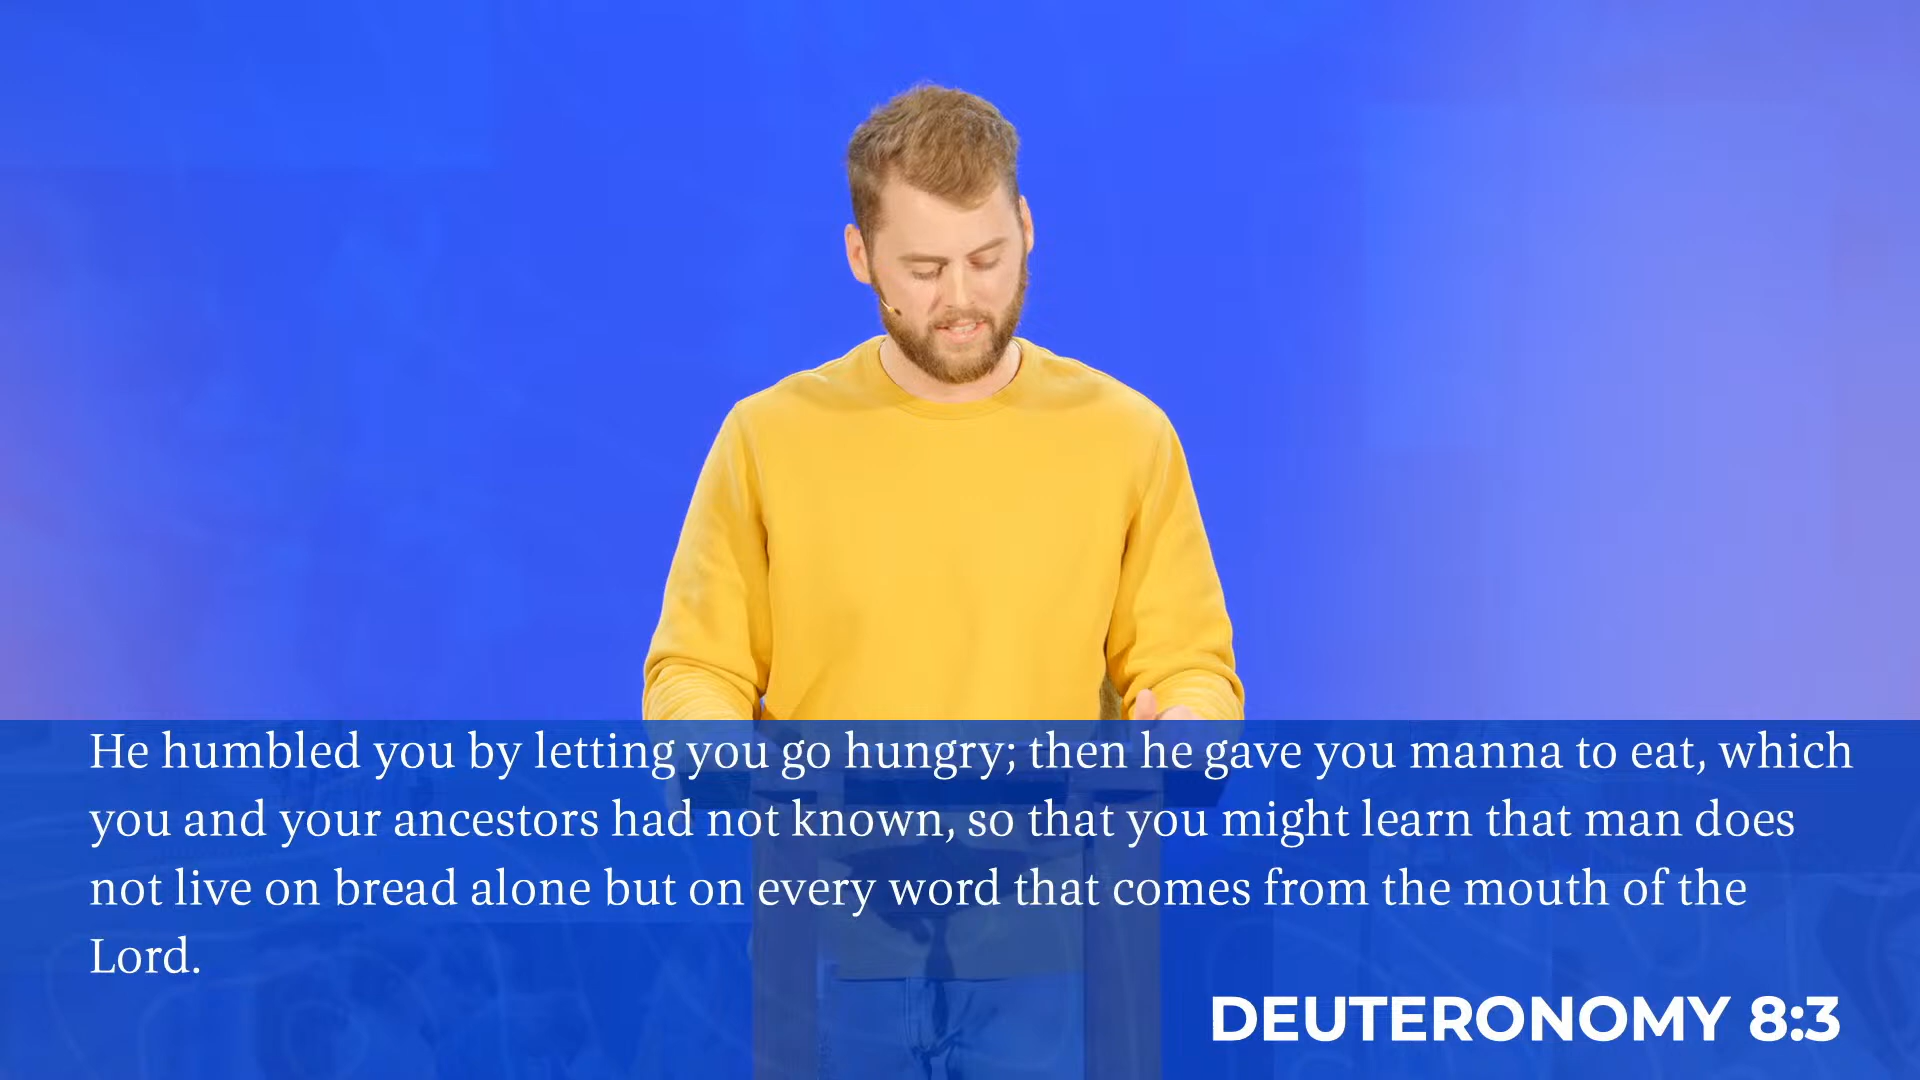 He humbled you by letting you go hungry; then he gave you manna to eat, which
you and your ancestors had not known, so that you might learn that man does
not live on bread alone but on every word that comes from the mouth of the
Lord.
DEUTERONOMY 8:3